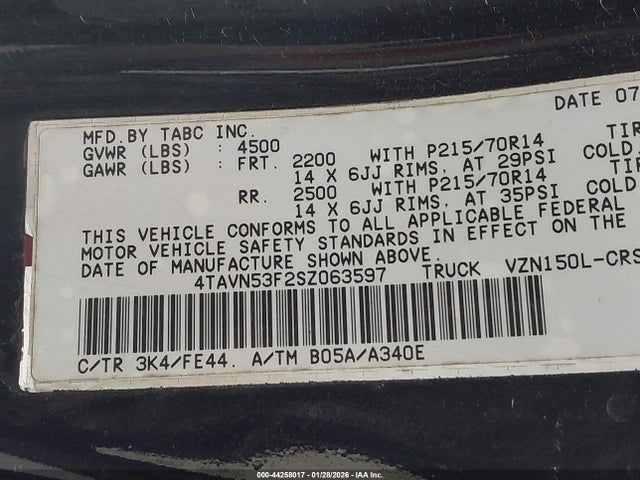 DATE 07
MFD.BY TABC INC.
GVWR (LBS) : 4500
GAWR (LBS) : FRT. 2200 WITH P215/70R14 TIR
14 X 6JJ RIMS, AT 29PSI COLD.
RR. 2500 WITH P215/70R14 TIR
14 X 6JJ RIMS, AT 35PSI COLD
THIS VEHICLE CONFORMS TO ALL APPLICABLE FEDERAL
MOTOR VEHICLE SAFETY STANDARDS IN EFFECT ON THE
DATE OF MANUFACTURE SHOWN ABOVE.
4TAVN53F2SZ063597 TRUCK VZN150L-CRS
C/TR 3K4/FE44. A/TM B05A/A340E
000-44258017 | 01/28/2026 - IAA Inc.